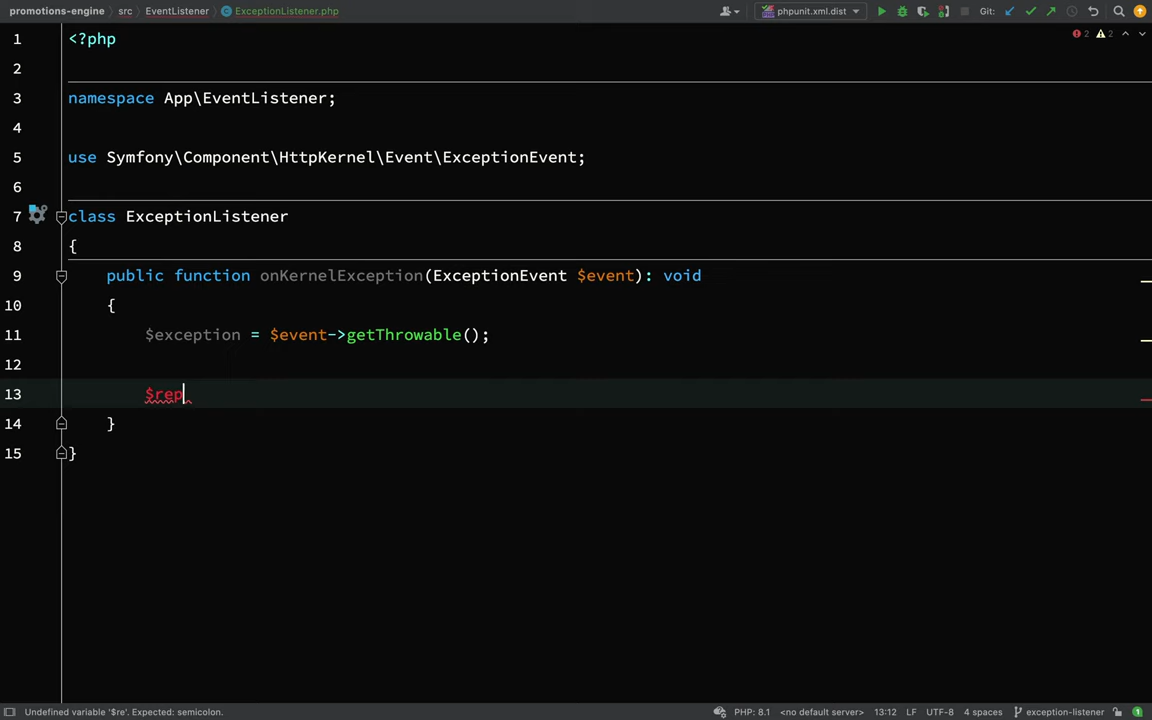 promotions-engine src EventListener ExceptionListener.php phpunit.xml.dist Git:
2 2
1 <?php
2
3 namespace App\EventListener;
4
5 use Symfony\Component\HttpKernel\Event\ExceptionEvent;
6
7 class ExceptionListener
8 {
9 public function onKernelException(ExceptionEvent $event): void
10 {
11 $exception = $event->getThrowable();
12
13 $rep
14 }
15 }
Undefined variable '$re'. Expected: semicolon. PHP: 8.1 <no default server> 13:12 LF UTF-8 4 spaces exception-listener 1